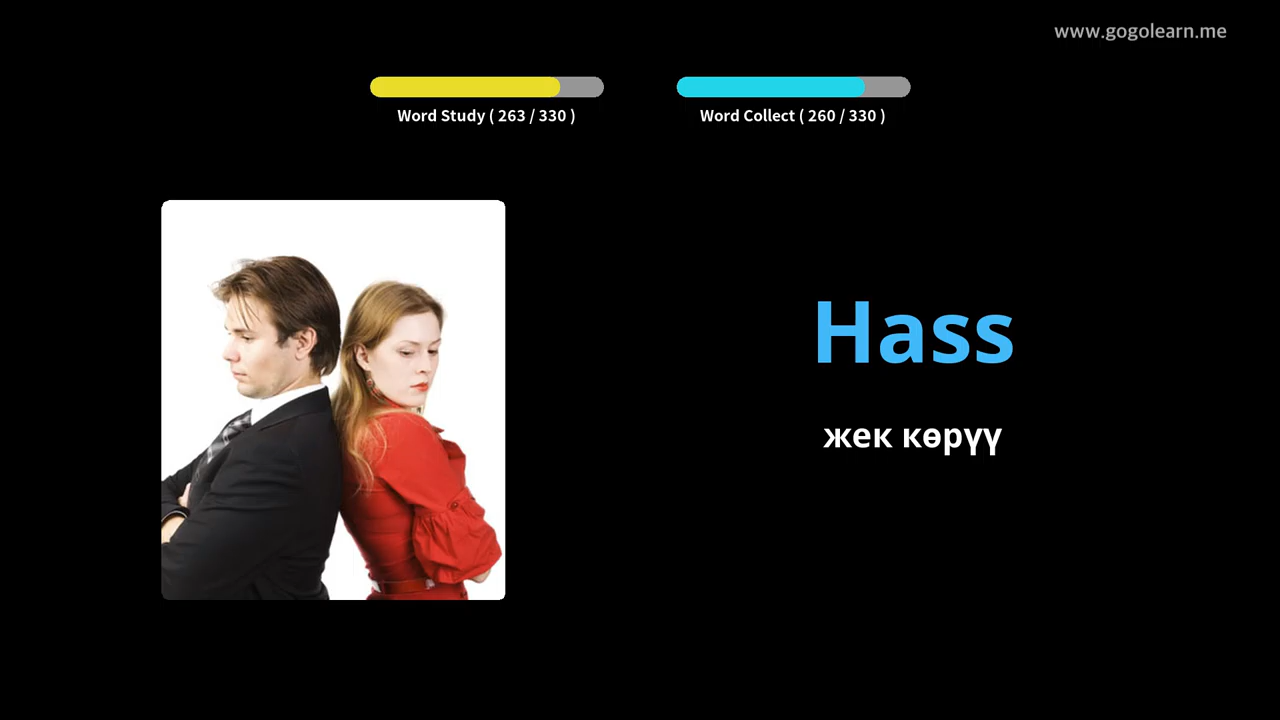 www.gogolearn.me
Word Study ( 263 / 330 )
Word Collect ( 260 / 330 )
Hass
жек көрүү